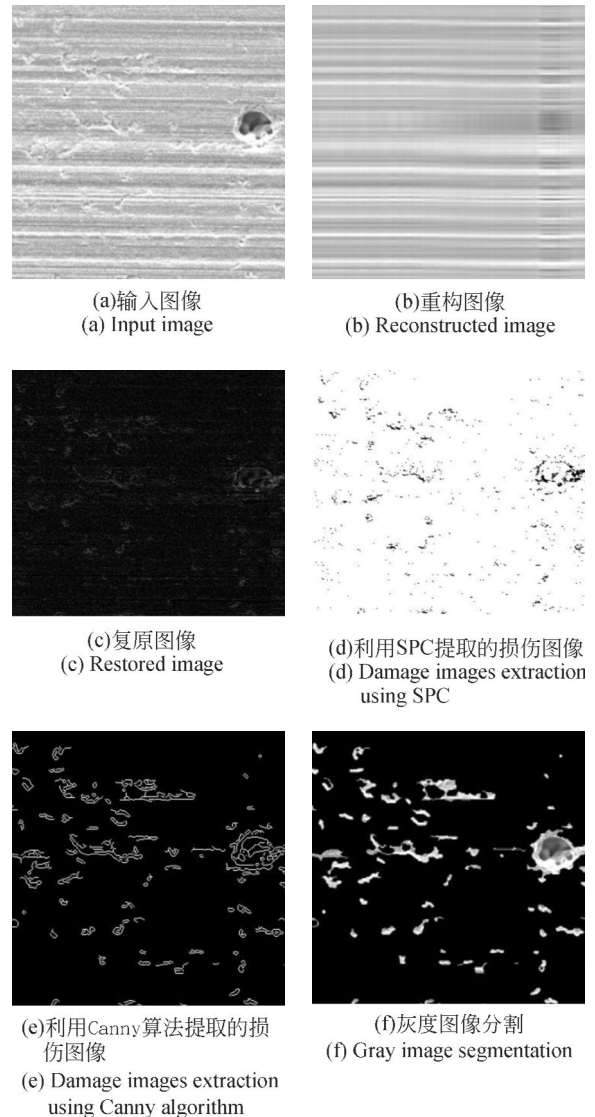 (a)输入图像
(a) Input image
(b)重构图像
(b) Reconstructed image
(c)复原图像
(c) Restored image
(d)利用SPC提取的损伤图像
(d) Damage images extraction
using SPC
(e)利用Canny算法提取的损
伤图像
(e) Damage images extraction
using Canny algorithm
(f)灰度图像分割
(f) Gray image segmentation